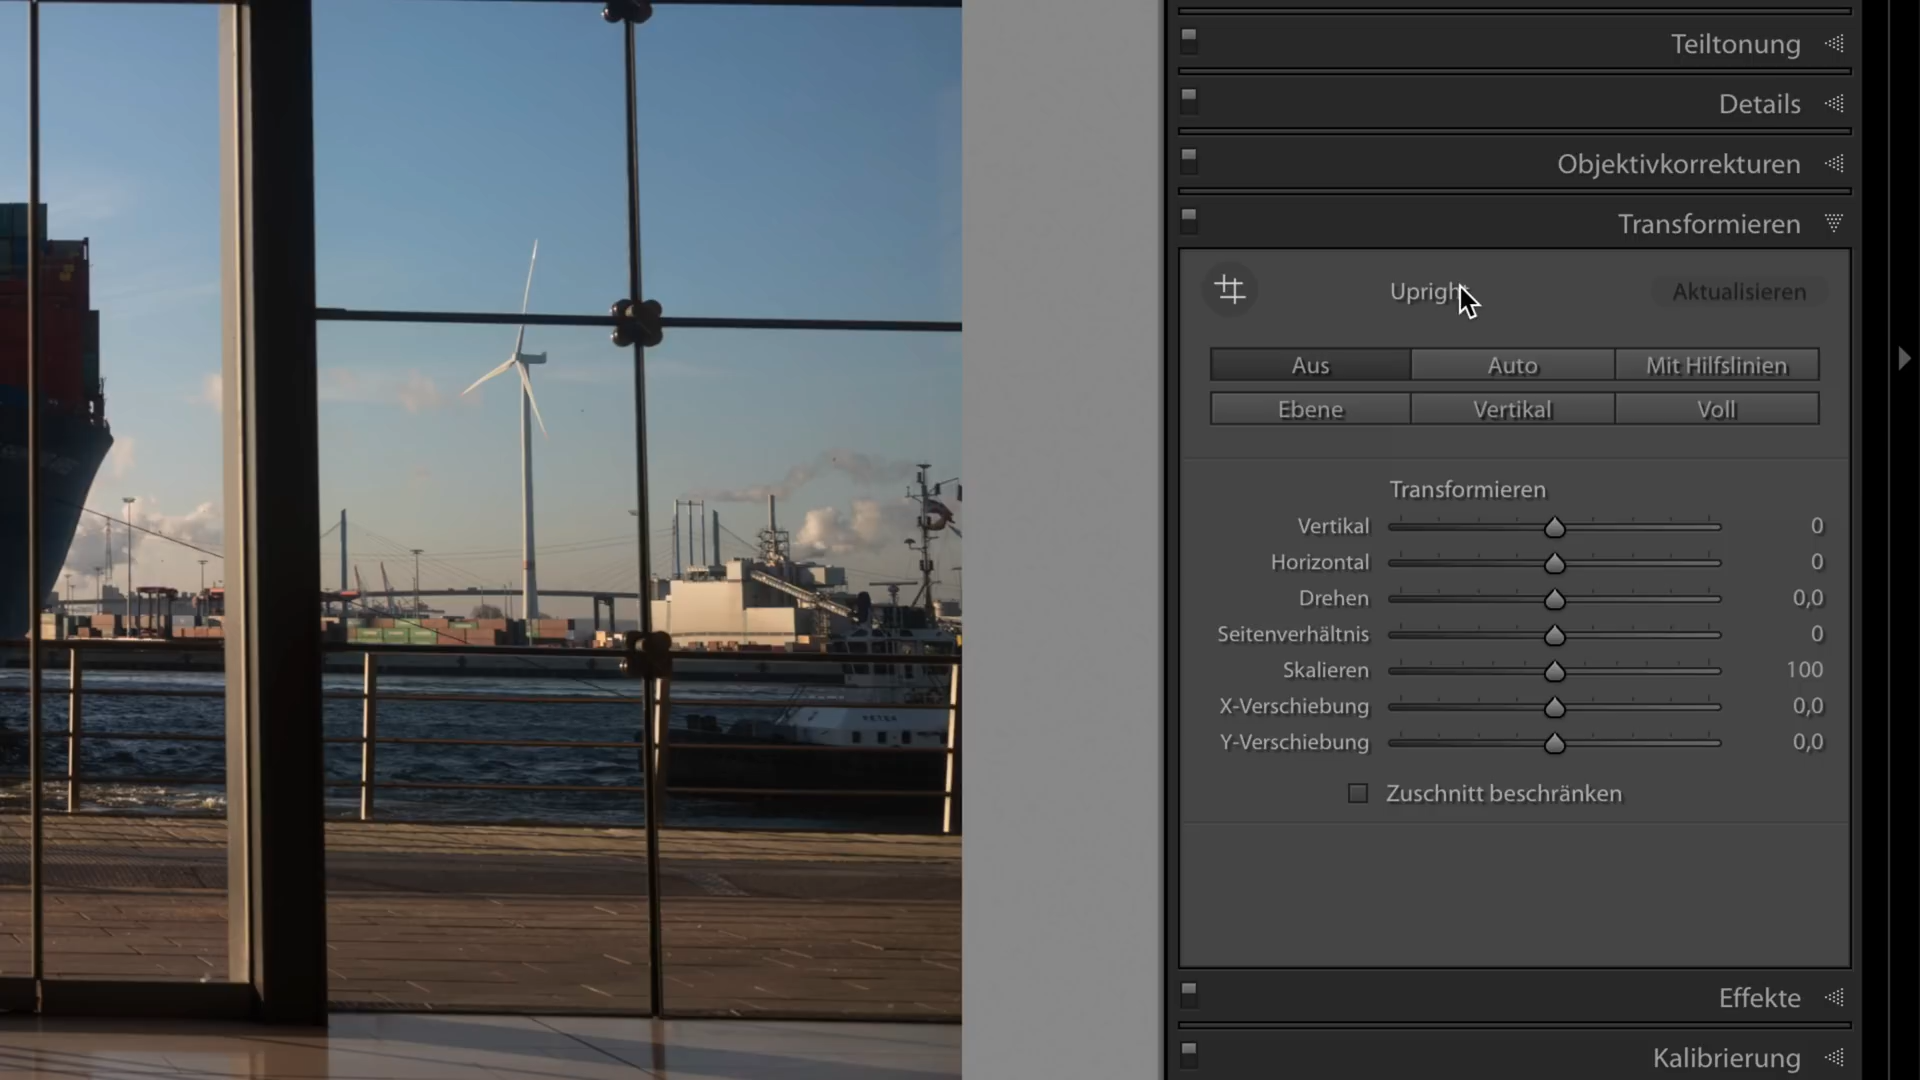 Teiltonung
Details
Objektivkorrekturen
Transformieren
Upright Aktualisieren
Aus Auto Mit Hilfslinien
Ebene Vertikal Voll
Transformieren
Vertikal 0
Horizontal 0
Drehen 0,0
Seitenverhältnis 0
Skalieren 100
X-Verschiebung 0,0
Y-Verschiebung 0,0
Zuschnitt beschränken
Effekte
Kalibrierung
PETER